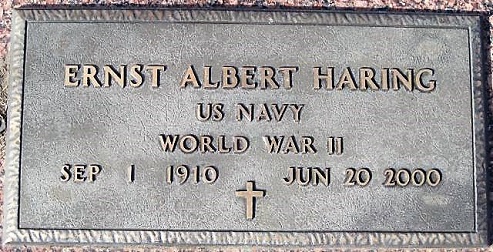 ERNST ALBERT HARING
US NAVY
WORLD WAR II
SEP 1 1910 JUN 20 2000